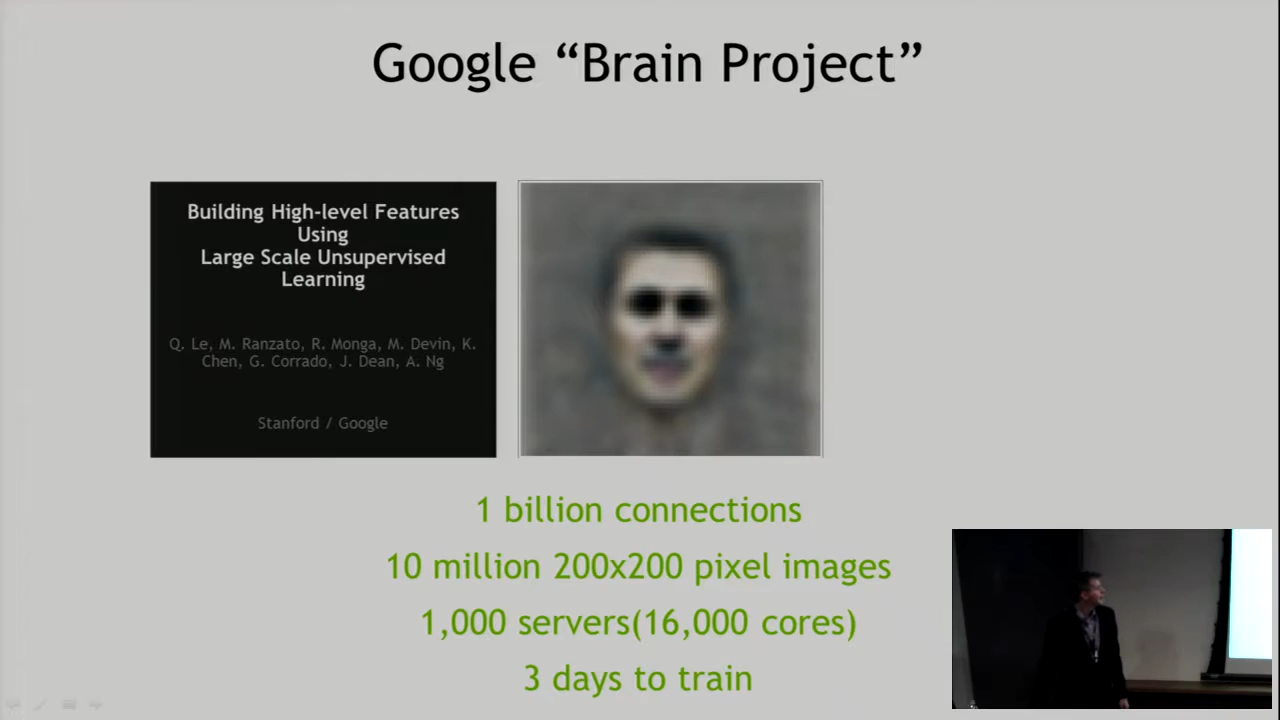 Google “Brain Project”
Building High-level Features
Using
Large Scale Unsupervised
Learning
Q. Le, M. Ranzato, R. Monga, M. Devin, K.
Chen, G. Corrado, J. Dean, A. Ng
Stanford / Google
1 billion connections
10 million 200x200 pixel images
1,000 servers(16,000 cores)
3 days to train